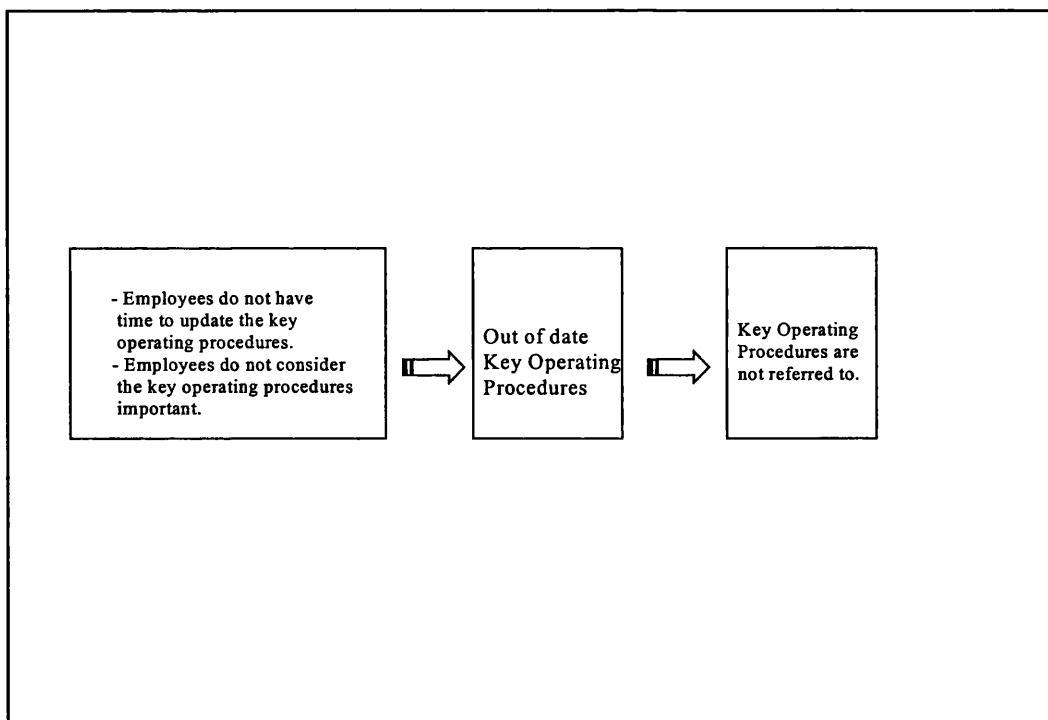 - Employees do not have
time to update the key
operating procedures.
- Employees do not consider
the key operating procedures
important.
Out of date
Key Operating
Procedures
Key Operating
Procedures are
not referred to.